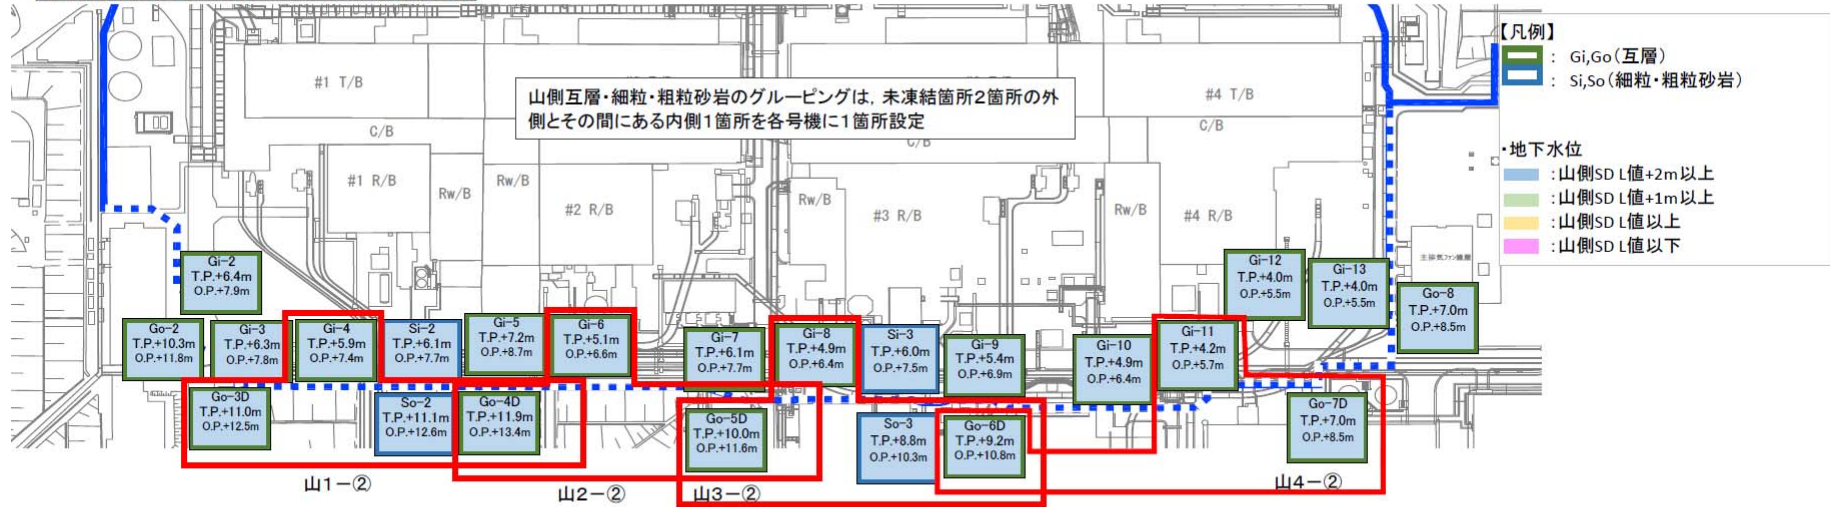 #1 T/B
#4 T/B
山側互層・細粒・粗粒砂岩のグルーピングは，未凍結箇所2箇所の外
側とその間にある内側1箇所を各号機に1箇所設定
C/B
C/B
C/B
#1 R/B
Rw/B
Rw/B
#2 R/B
Rw/B
#3 R/B
Rw/B
#4 R/B
【凡例】
： Gi,Go（互層）
： Si,So（細粒・粗粒砂岩）
・地下水位
：山側SD L値+2m以上
：山側SD L値+1m以上
：山側SD L値以上
：山側SD L値以下
Gi-2
T.P.+6.4m
O.P.+7.9m
Gi-12
T.P.+4.0m
O.P.+5.5m
Gi-13
T.P.+4.0m
O.P.+5.5m
Go-8
T.P.+7.0m
O.P.+8.5m
Go-2
T.P.+10.3m
O.P.+11.8m
Gi-3
T.P.+6.3m
O.P.+7.8m
Gi-4
T.P.+5.9m
O.P.+7.4m
Si-2
T.P.+6.1m
O.P.+7.7m
Gi-5
T.P.+7.2m
O.P.+8.7m
Gi-6
T.P.+5.1m
O.P.+6.6m
Gi-7
T.P.+6.1m
O.P.+7.7m
Gi-8
T.P.+4.9m
O.P.+6.4m
Si-3
T.P.+6.0m
O.P.+7.5m
Gi-9
T.P.+5.4m
O.P.+6.9m
Gi-10
T.P.+4.9m
O.P.+6.4m
Gi-11
T.P.+4.2m
O.P.+5.7m
Go-3D
T.P.+11.0m
O.P.+12.5m
So-2
T.P.+11.1m
O.P.+12.6m
Go-4D
T.P.+11.9m
O.P.+13.4m
Go-5D
T.P.+10.0m
O.P.+11.6m
So-3
T.P.+8.8m
O.P.+10.3m
Go-6D
T.P.+9.2m
O.P.+10.8m
Go-7D
T.P.+7.0m
O.P.+8.5m
山1－②
山2－②
山3－②
山4－②